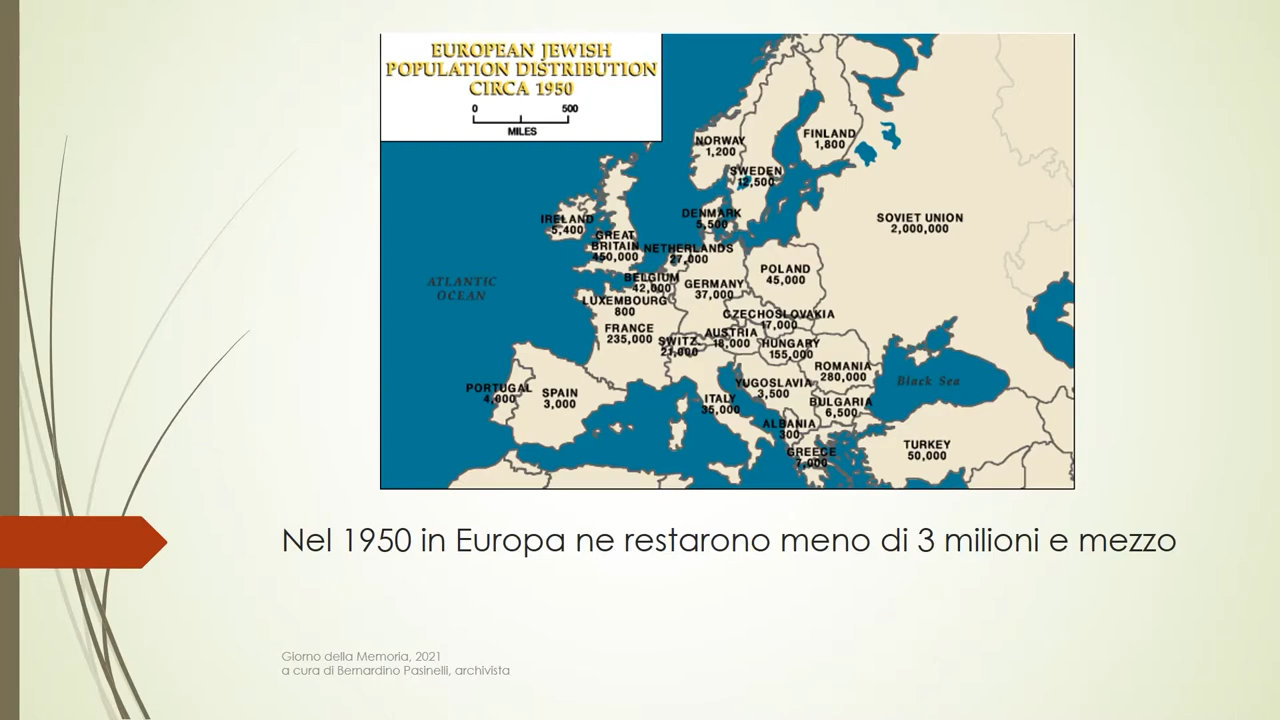 EUROPEAN JEWISH
POPULATION DISTRIBUTION
CIRCA 1950
0 500
MILES
NORWAY
1,200
FINLAND
1,800
SWEDEN
12,500
DENMARK
5,500
SOVIET UNION
2,000,000
IRELAND
5,400
GREAT
BRITAIN
450,000
NETHERLANDS
27,000
BELGIUM
42,000
LUXEMBOURG
800
GERMANY
37,000
POLAND
45,000
ATLANTIC
OCEAN
FRANCE
235,000
SWITZ.
21,000
CZECHOSLOVAKIA
17,000
AUSTRIA
18,000
HUNGARY
155,000
ROMANIA
280,000
Black Sea
PORTUGAL
4,000
SPAIN
3,000
ITALY
35,000
YUGOSLAVIA
3,500
BULGARIA
6,500
ALBANIA
300
GREECE
7,000
TURKEY
50,000
Nel 1950 in Europa ne restarono meno di 3 milioni e mezzo
Giorno della Memoria, 2021
a cura di Bernardino Pasinelli, archivista